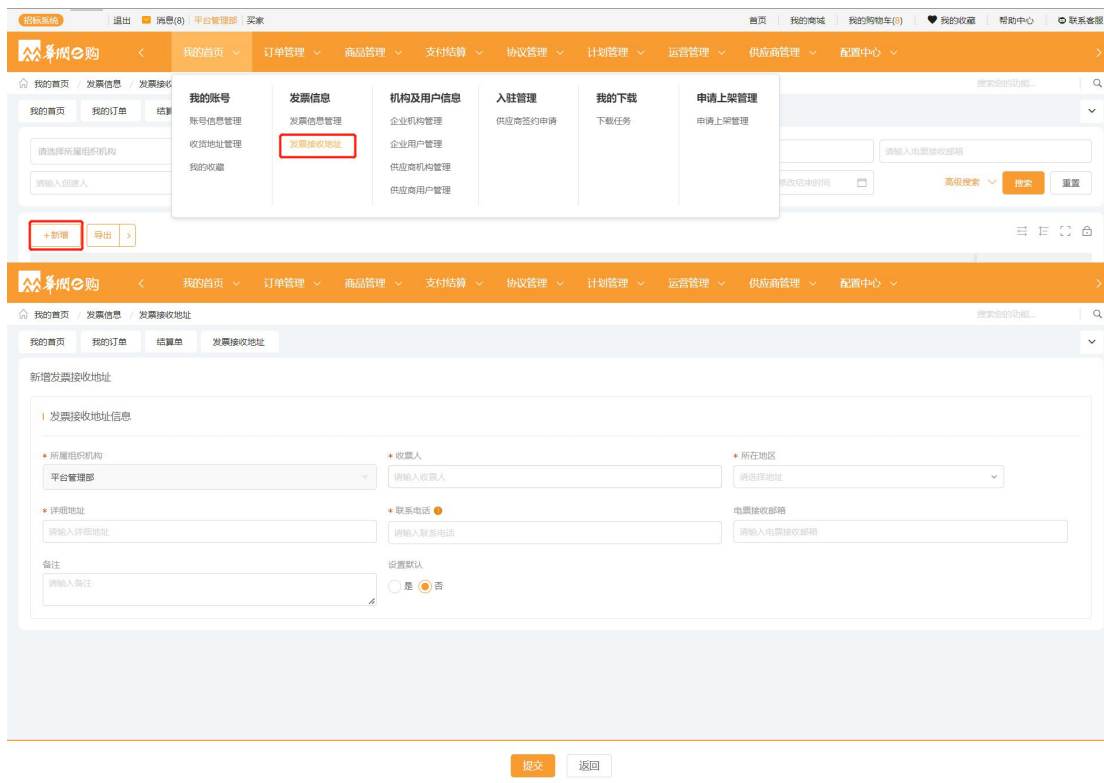 招标系统 退出 消息(8) 平台管理部 买家 首页 我的商城 我的购物车(8) 我的收藏 帮助中心 联系客服
华润e购 我的首页 订单管理 商品管理 支付结算 协议管理 计划管理 运营管理 供应商管理 配置中心
我的首页 / 发票信息 / 发票接收 搜索您的功能...
我的首页 我的订单 结算
我的账号 发票信息 机构及用户信息 入驻管理 我的下载 申请上架管理
账号信息管理 发票信息管理 企业机构管理 供应商签约申请 下载任务 申请上架管理
收货地址管理 发票接收地址 企业用户管理
我的收藏 供应商机构管理
供应商用户管理
请选择所属组织机构 请输入电票接收邮箱
请输入创建人 修改结束时间 高级搜索 搜索 重置
+新增 导出
华润e购 我的首页 订单管理 商品管理 支付结算 协议管理 计划管理 运营管理 供应商管理 配置中心
我的首页 / 发票信息 / 发票接收地址 搜索您的功能...
我的首页 我的订单 结算单 发票接收地址
新增发票接收地址
发票接收地址信息
* 所属组织机构 * 收票人 * 所在地区
平台管理部 请输入收票人 请选择地址
* 详细地址 * 联系电话 ? 电票接收邮箱
请输入详细地址 请输入联系电话 请输入电票接收邮箱
备注 设置默认
请输入备注 是 否
提交 返回